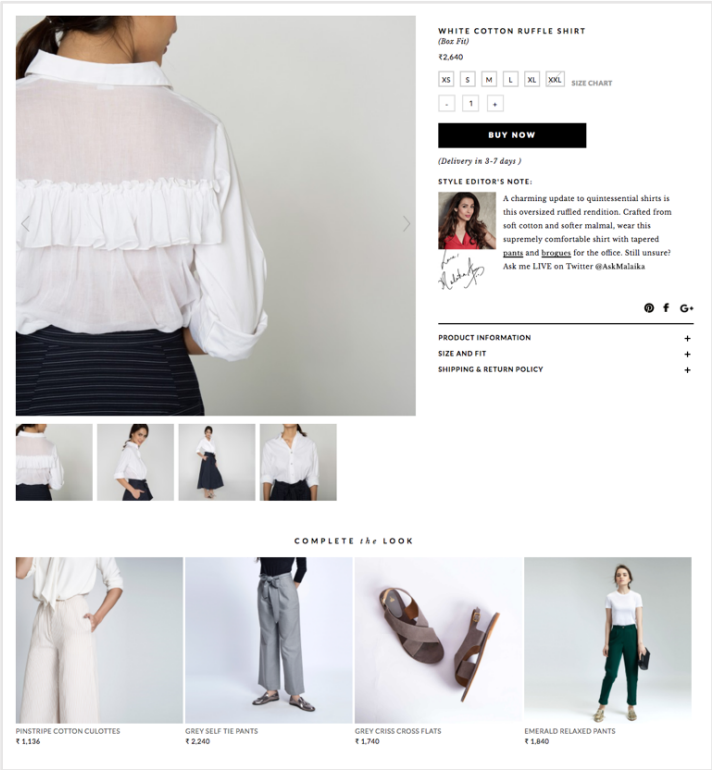 WHITE COTTON RUFFLE SHIRT
(Box Fit)
₹2,640
XS S M L XL XXL SIZE CHART
- 1 +
BUY NOW
(Delivery in 3-7 days )
STYLE EDITOR'S NOTE:
A charming update to quintessential shirts is
this oversized ruffled rendition. Crafted from
soft cotton and softer malmal, wear this
supremely comfortable shirt with tapered
pants and brogues for the office. Still unsure?
Ask me LIVE on Twitter @AskMalaika
Love,
Malaika
G+
PRODUCT INFORMATION +
SIZE AND FIT +
SHIPPING & RETURN POLICY +
COMPLETE the LOOK
PINSTRIPE COTTON CULOTTES
₹ 1,136
GREY SELF TIE PANTS
₹ 2,240
GREY CRISS CROSS FLATS
₹ 1,740
EMERALD RELAXED PANTS
₹ 1,840